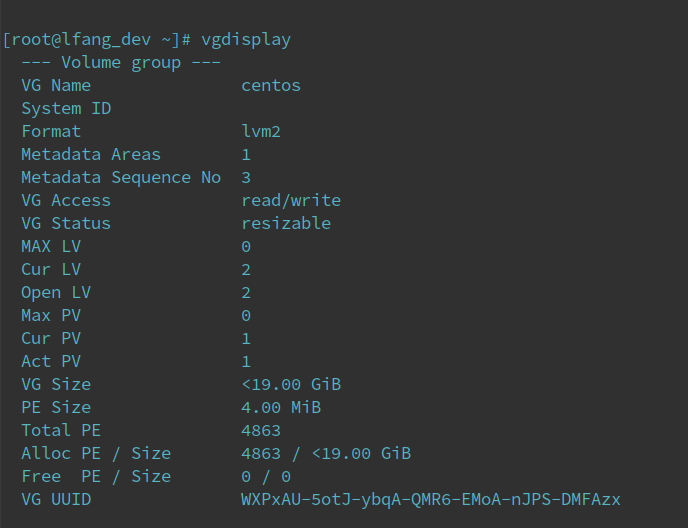 [root@lfang_dev ~]# vgdisplay
--- Volume group ---
VG Name centos
System ID
Format lvm2
Metadata Areas 1
Metadata Sequence No 3
VG Access read/write
VG Status resizable
MAX LV 0
Cur LV 2
Open LV 2
Max PV 0
Cur PV 1
Act PV 1
VG Size <19.00 GiB
PE Size 4.00 MiB
Total PE 4863
Alloc PE / Size 4863 / <19.00 GiB
Free  PE / Size 0 / 0
VG UUID WXPxAU-5otJ-ybqA-QMR6-EMoA-nJPS-DMFAzx